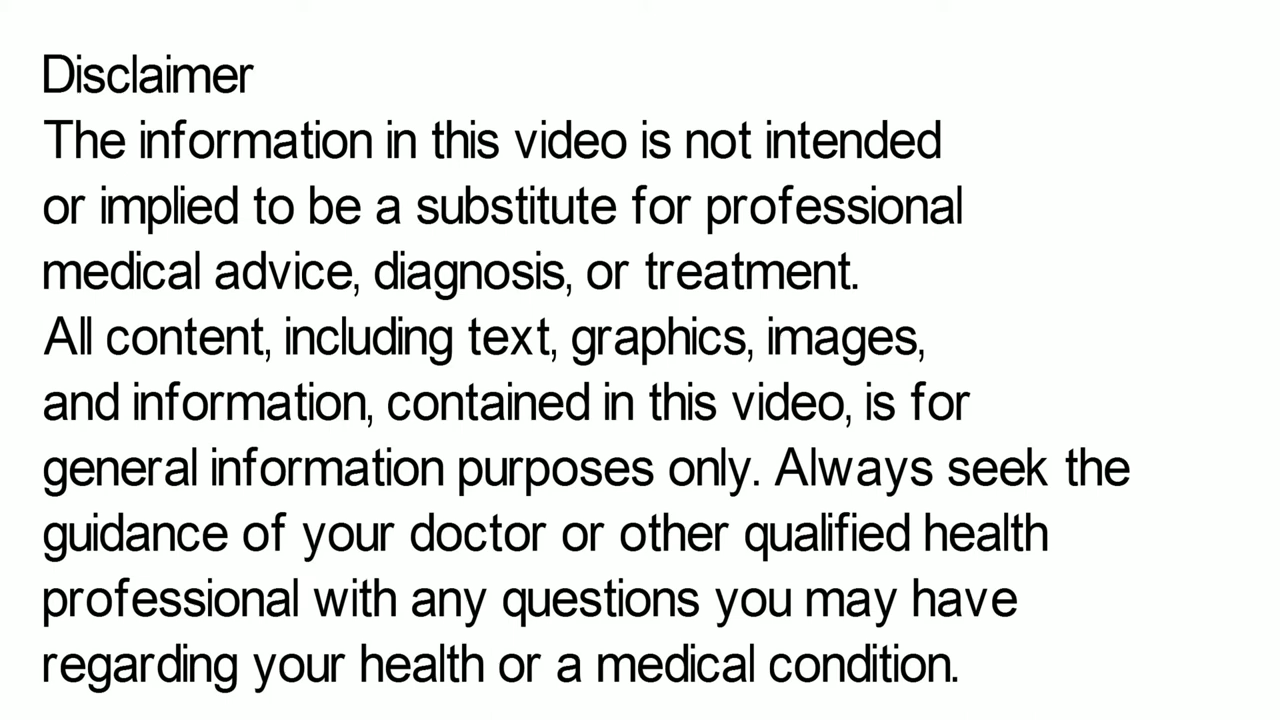 Disclaimer
The information in this video is not intended
or implied to be a substitute for professional
medical advice, diagnosis, or treatment.
All content, including text, graphics, images,
and information, contained in this video, is for
general information purposes only. Always seek the
guidance of your doctor or other qualified health
professional with any questions you may have
regarding your health or a medical condition.